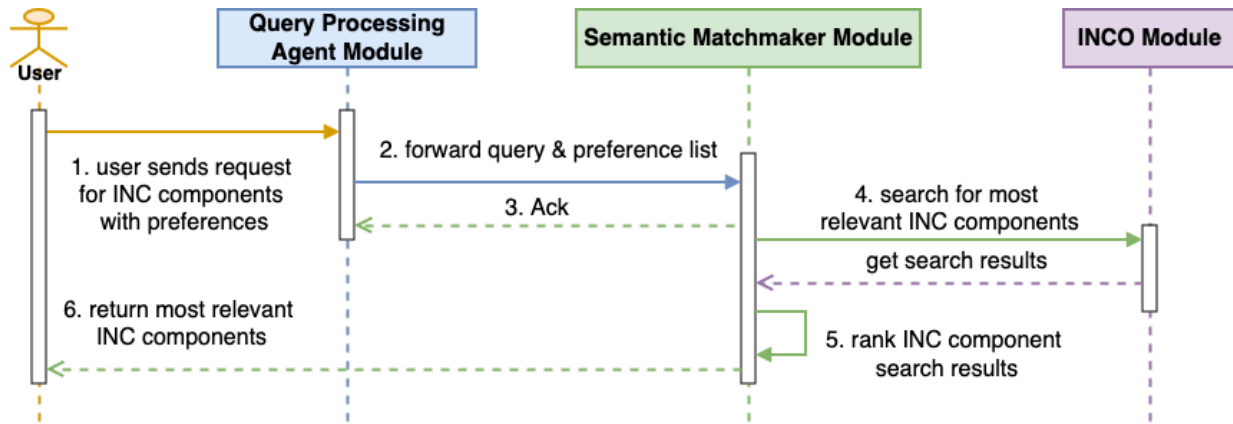 User
Query Processing
Agent Module
Semantic Matchmaker Module
INCO Module
1. user sends request
for INC components
with preferences
2. forward query & preference list
3. Ack
4. search for most
relevant INC components
get search results
5. rank INC component
search results
6. return most relevant
INC components